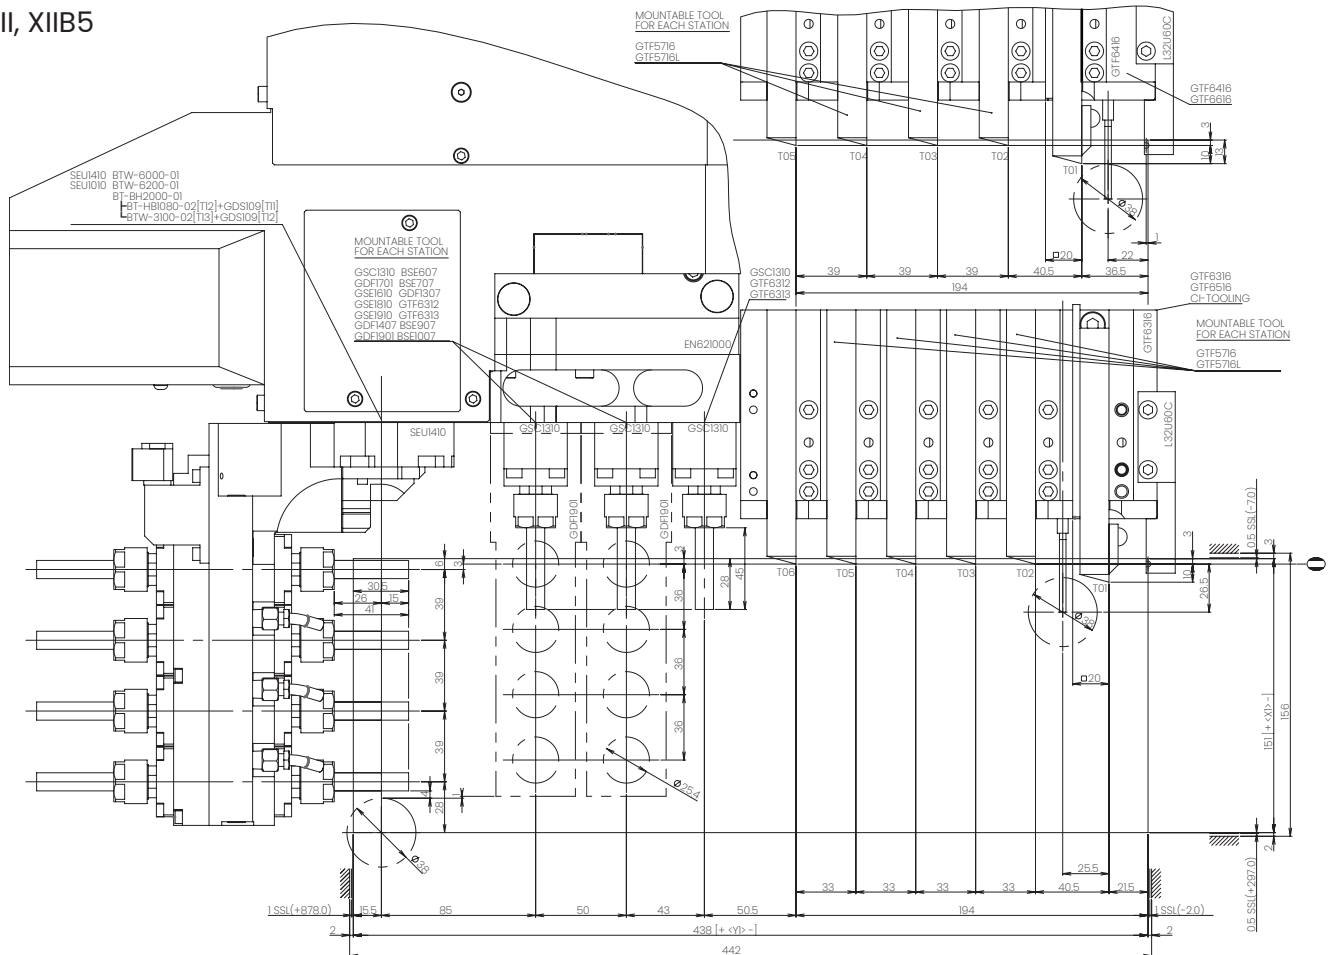 II, XIIB5
MOUNTABLE TOOL
FOR EACH STATION
GTF5716
GTF5716L
GTF6416
L32U60C
GTF6416
GTF6616
3
10
13
T05
T04
T03
T02
T01
Ø38
1
□20
22
39
39
39
40.5
36.5
194
SEU1410 BTW-6000-01
SEU1010 BTW-6200-01
BT-BH2000-01
BT-HB1080-02[T12]+GDS109[T11]
BTW-3100-02[T13]+GDS109[T12]
MOUNTABLE TOOL
FOR EACH STATION
GSC1310 BSE607
GDF1701 BSE707
GSE1610 GDF1307
GSE1810 GTF6312
GSE1910 GTF6313
GDF1407 BSE907
GDF1901 BSE1007
GSC1310
GTF6312
GTF6313
EN621000
GTF6316
GTF6516
CI-TOOLING
MOUNTABLE TOOL
FOR EACH STATION
GTF5716
GTF5716L
GTF6316
L32U60C
SEU1410
GSC1310
GSC1310
GSC1310
GDF1901
GDF1901
T06
T05
T04
T03
T02
T01
6
3
30.5
26
15
41
39
39
39
4
28
1
Ø38
3
36
36
36
28
45
Ø25.4
3
10
26.5
Ø38
□20
0.5 SSL(-7.0)
3
151 [+ <X1> -]
156
2
0.5 SSL(+297.0)
25.5
33
33
33
33
40.5
21.5
1 SSL(+878.0)
15.5
85
50
43
50.5
194
1 SSL(-2.0)
2
438 [+ <Y1> -]
2
442